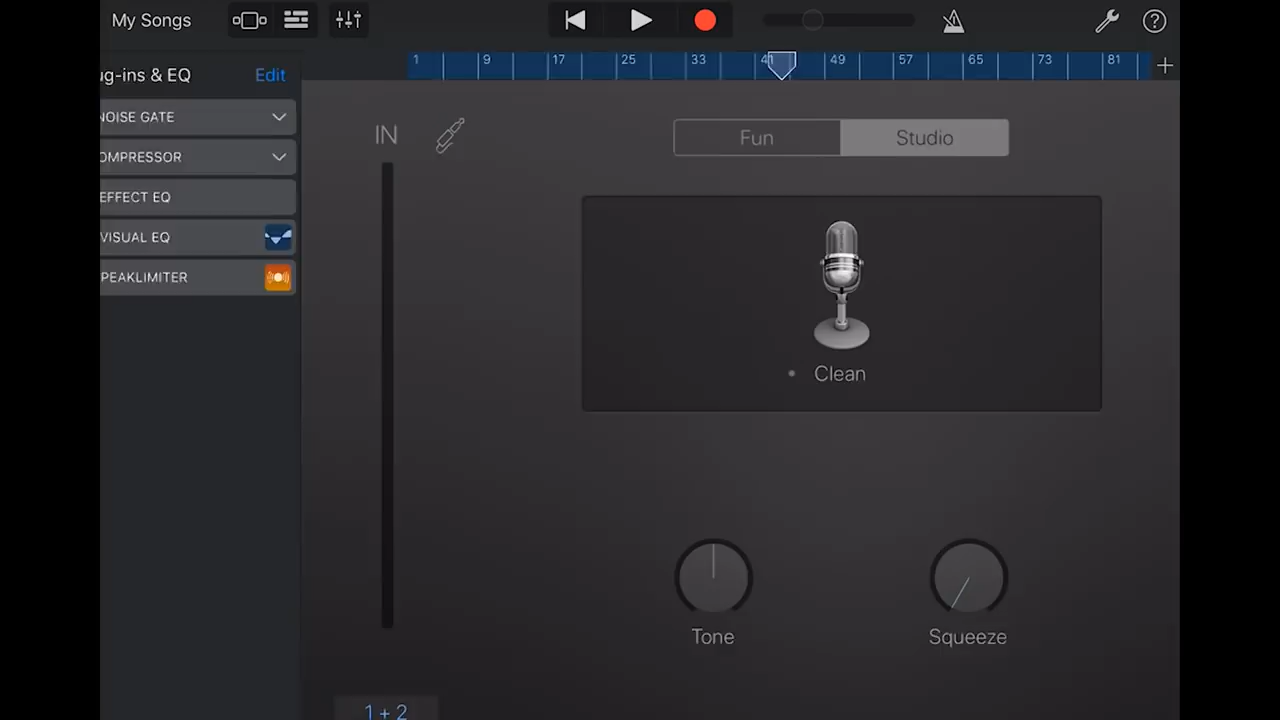 My Songs
ug-ins & EQ
Edit
1 9 17 25 33 41 49 57 65 73 81
NOISE GATE
OMPRESSOR
EFFECT EQ
VISUAL EQ
PEAKLIMITER
IN
Fun
Studio
Clean
Tone
Squeeze
1 + 2